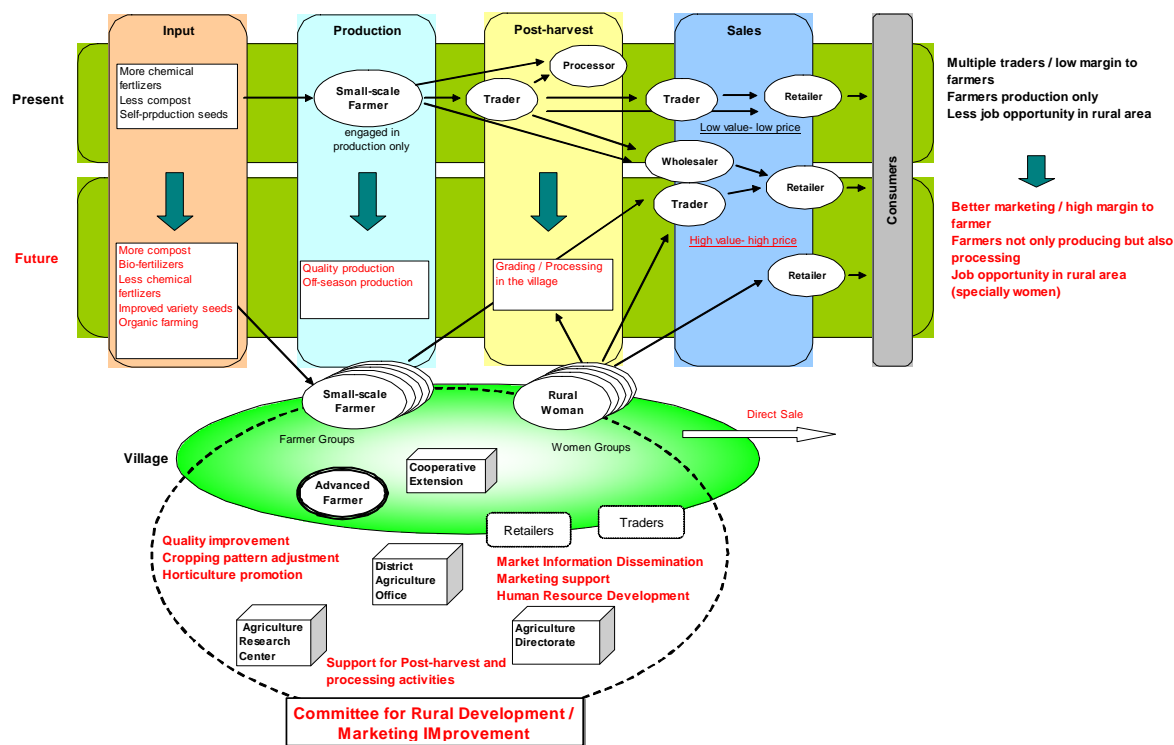 Input
Production
Post-harvest
Sales
Present
More chemical
fertlizers
Less compost
Self-prpduction seeds
Small-scale
Farmer
engaged in
production only
Trader
Processor
Trader
Retailer
Low value- low price
Wholesaler
Trader
Retailer
High value- high price
Retailer
Consumers
Multiple traders / low margin to
farmers
Farmers production only
Less job opportunity in rural area
Future
More compost
Bio-fertilizers
Less chemical
fertlizers
Improved variety seeds
Organic farming
Quality production
Off-season production
Grading / Processing
in the village
Better marketing / high margin to
farmer
Farmers not only producing but also
processing
Job opportunity in rural area
(specially women)
Small-scale
Farmer
Rural
Woman
Farmer Groups
Women Groups
Direct Sale
Village
Cooperative
Extension
Advanced
Farmer
Retailers
Traders
Quality improvement
Cropping pattern adjustment
Horticulture promotion
District
Agriculture
Office
Market Information Dissemination
Marketing support
Human Resource Development
Agriculture
Research
Center
Agriculture
Directorate
Support for Post-harvest and
processing activities
Committee for Rural Development /
Marketing IMprovement